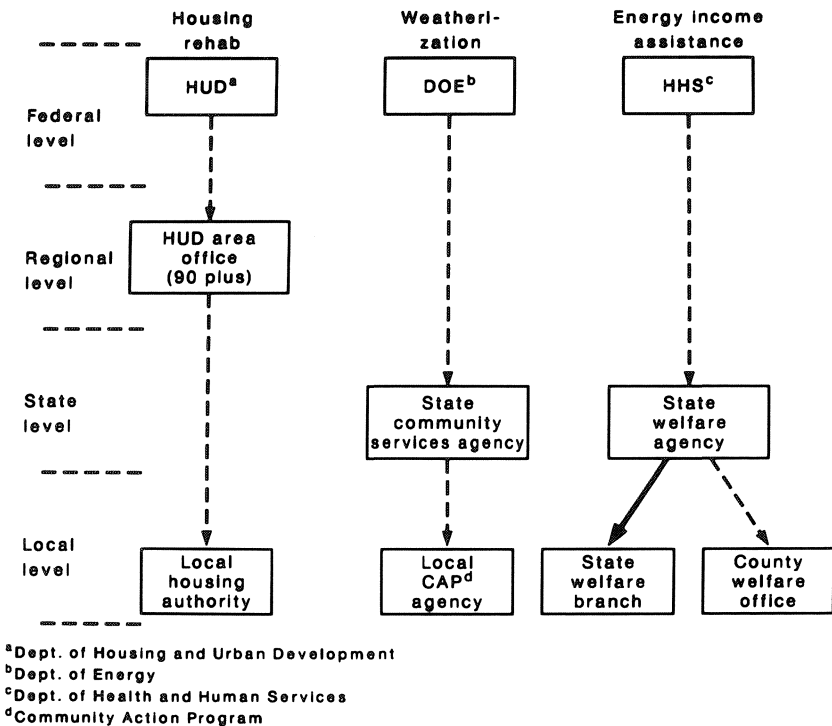 Housing rehab
Weatheri-zation
Energy income assistance
HUDa
DOEb
HHSc
Federal level
HUD area office (90 plus)
Regional level
State level
State community services agency
State welfare agency
Local level
Local housing authority
Local CAPd agency
State welfare branch
County welfare office
aDept. of Housing and Urban Development
bDept. of Energy
cDept. of Health and Human Services
dCommunity Action Program